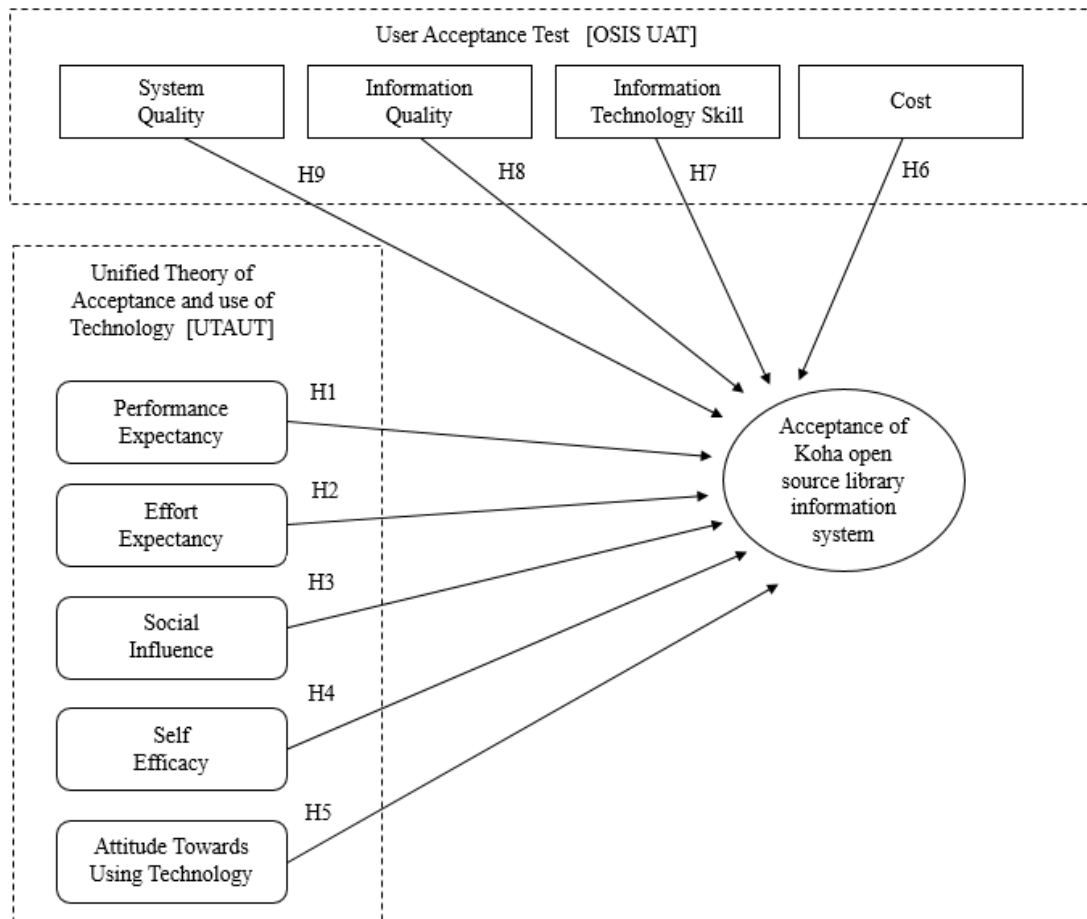 User Acceptance Test [OSIS UAT]
System
Quality
Information
Quality
Information
Technology Skill
Cost
H9
H8
H7
H6
Unified Theory of
Acceptance and use of
Technology [UTAUT]
Performance
Expectancy
H1
Effort
Expectancy
H2
Social
Influence
H3
Self
Efficacy
H4
Attitude Towards
Using Technology
H5
Acceptance of
Koha open
source library
information
system